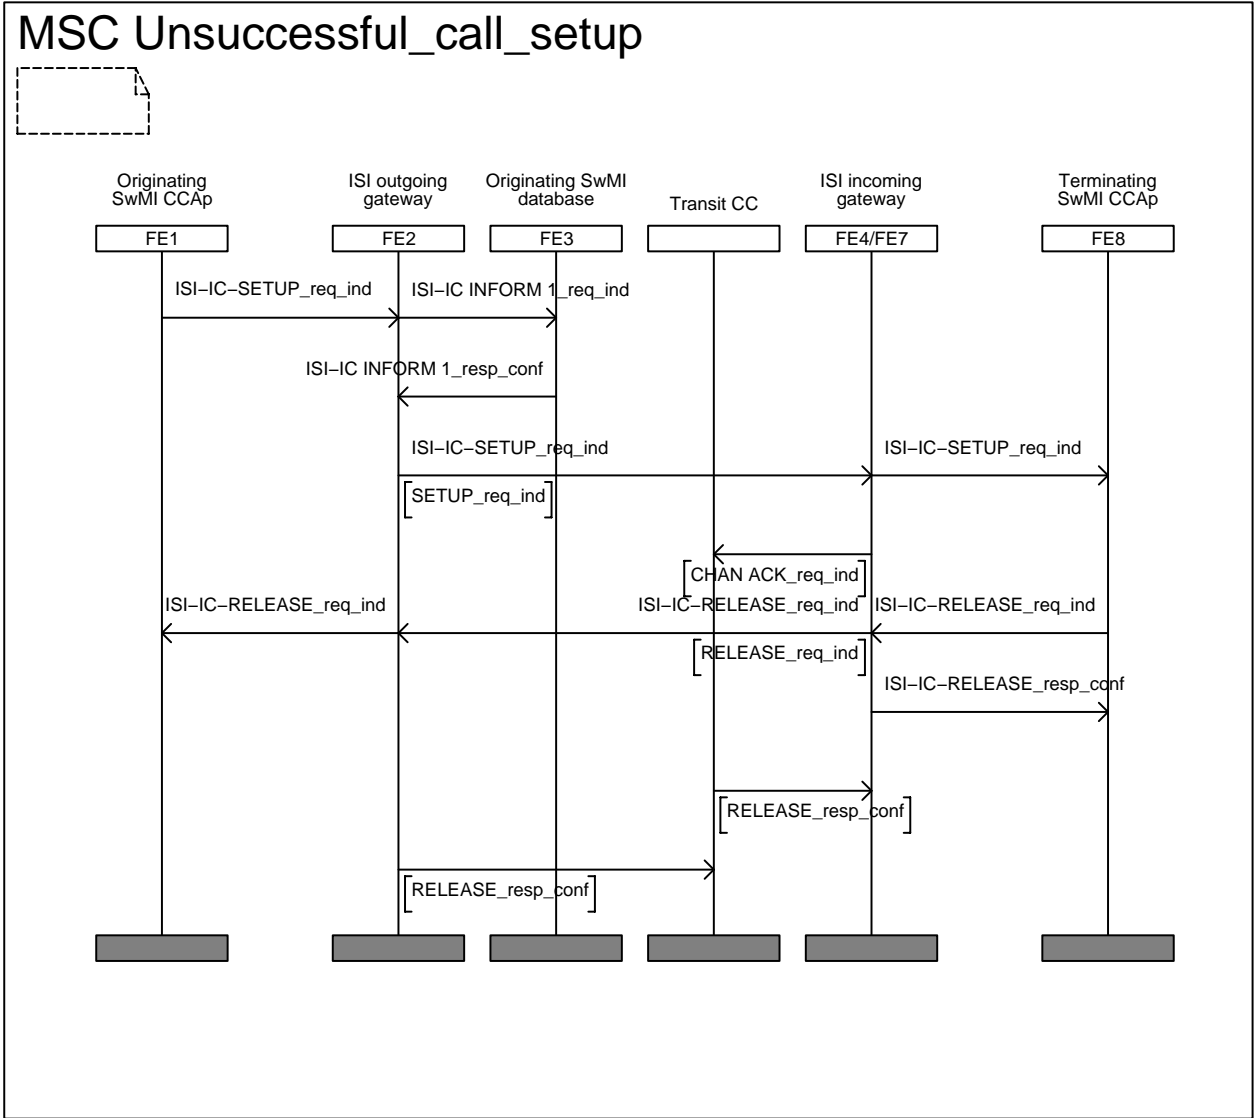 MSC Unsuccessful_call_setup
Originating
SwMI CCAp
ISI outgoing
gateway
Originating SwMI
database
Transit CC
ISI incoming
gateway
Terminating
SwMI CCAp
FE1
FE2
FE3
FE4/FE7
FE8
ISI−IC−SETUP_req_ind
ISI−IC INFORM 1_req_ind
ISI−IC INFORM 1_resp_conf
ISI−IC−SETUP_req_ind
ISI−IC−SETUP_req_ind
SETUP_req_ind
CHAN ACK_req_ind
ISI−IC−RELEASE_req_ind
ISI−IC−RELEASE_req_ind
ISI−IC−RELEASE_req_ind
RELEASE_req_ind
ISI−IC−RELEASE_resp_conf
RELEASE_resp_conf
RELEASE_resp_conf